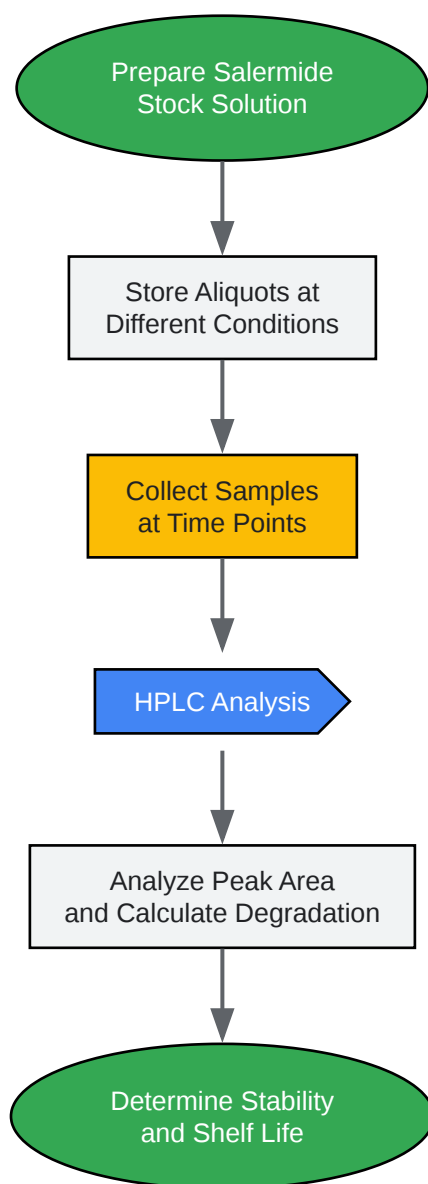 Prepare Salermide
Stock Solution
Store Aliquots at
Different Conditions
Collect Samples
at Time Points
HPLC Analysis
Analyze Peak Area
and Calculate Degradation
Determine Stability
and Shelf Life